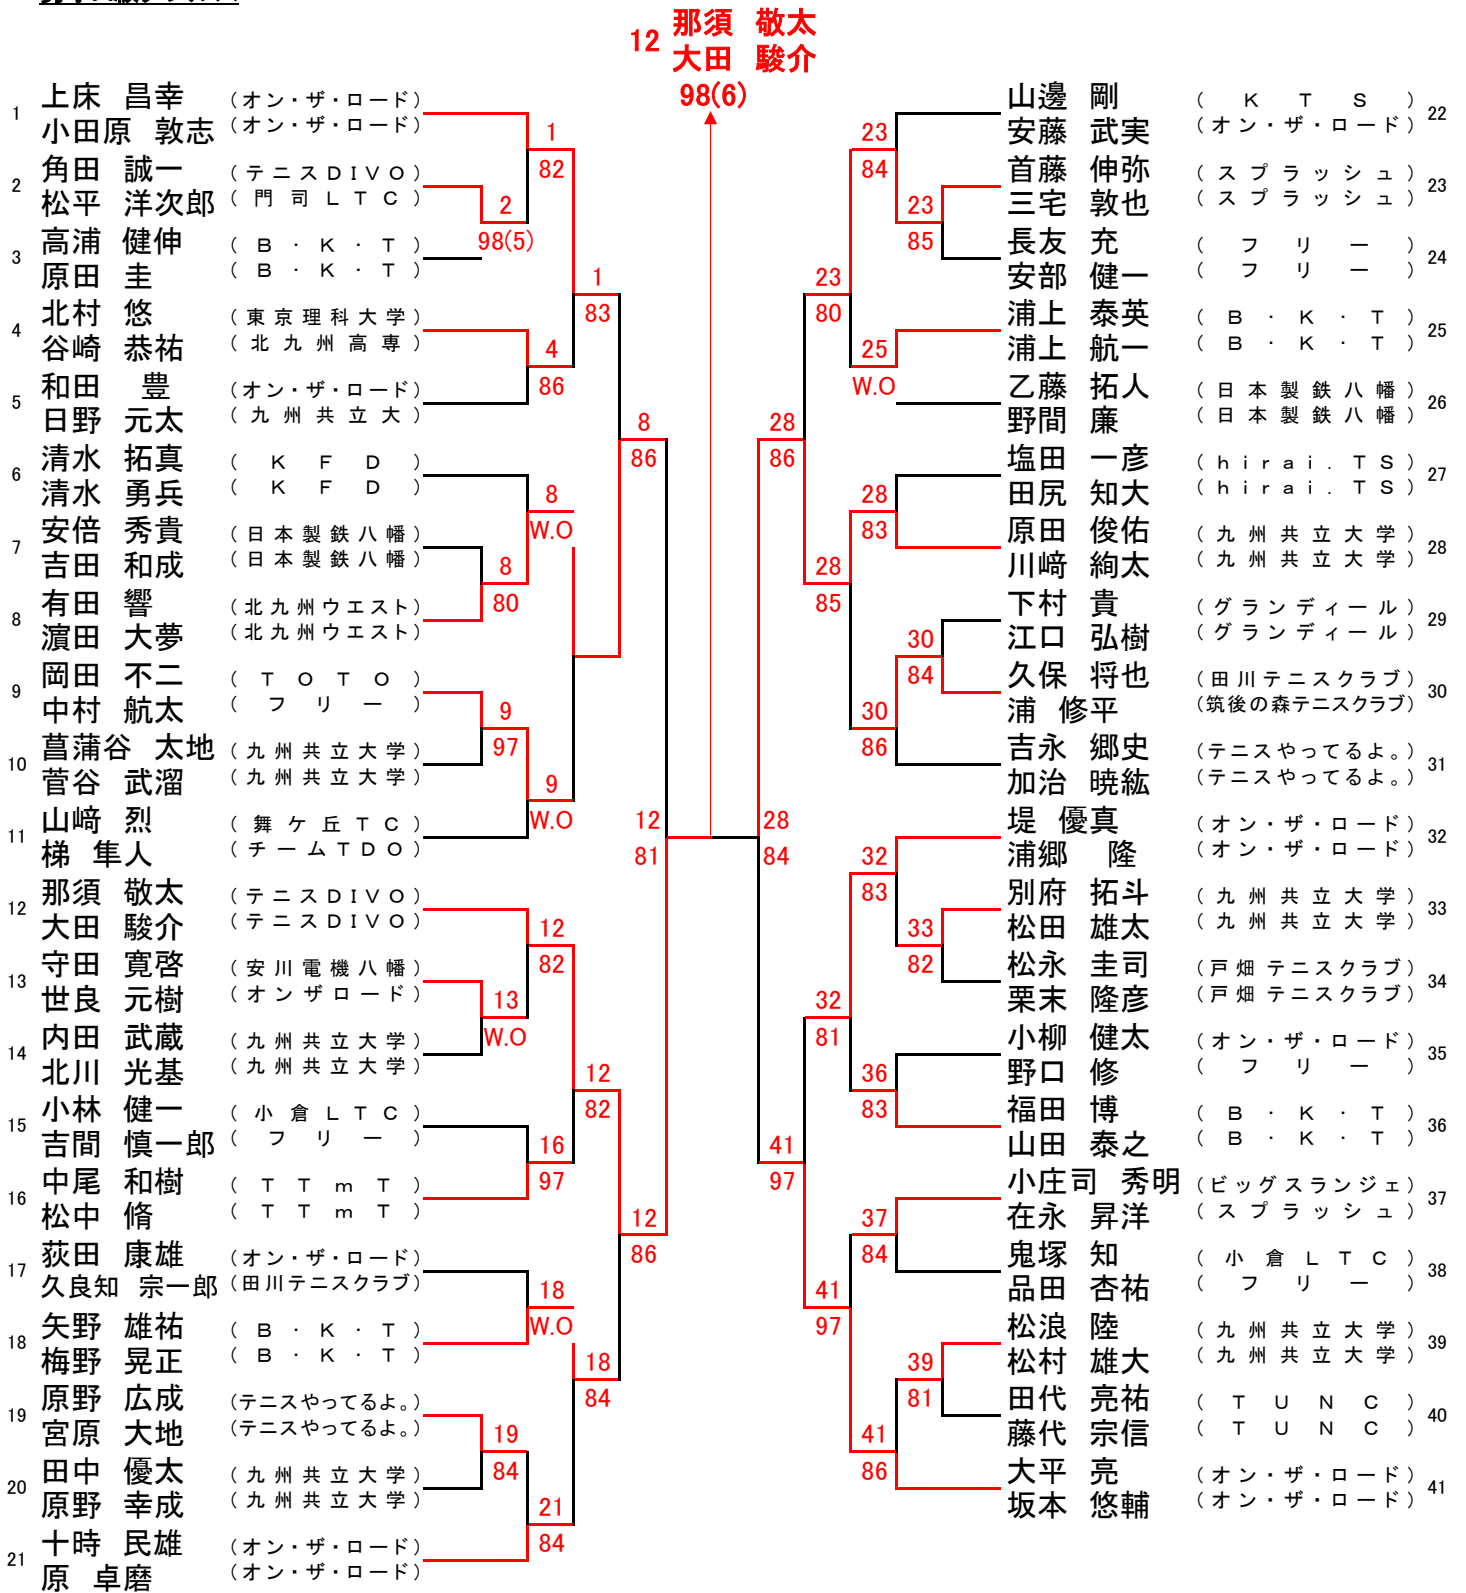 12 那須 敬太
大田 駿介
98(6)
1 上床 昌幸 (オン・ザ・ロード)
小田原 敦志 (オン・ザ・ロード)
2 角田 誠一 (テニスDIVO)
松平 洋次郎 (門司LTC)
3 高浦 健伸 (B・K・T)
原田 圭 (B・K・T)
4 北村 悠 (東京理科大学)
谷崎 恭祐 (北九州高専)
5 和田 豊 (オン・ザ・ロード)
日野 元太 (九州共立大)
6 清水 拓真 (KFD)
清水 勇兵 (KFD)
7 安倍 秀貴 (日本製鉄八幡)
吉田 和成 (日本製鉄八幡)
8 有田 響 (北九州ウエスト)
濵田 大夢 (北九州ウエスト)
9 岡田 不二 (TOTO)
中村 航太 (フリー)
10 菖蒲谷 太地 (九州共立大学)
菅谷 武溜 (九州共立大学)
11 山﨑 烈 (舞ケ丘TC)
梯 隼人 (チームTDO)
12 那須 敬太 (テニスDIVO)
大田 駿介 (テニスDIVO)
13 守田 寛啓 (安川電機八幡)
世良 元樹 (オンザロード)
14 内田 武蔵 (九州共立大学)
北川 光基 (九州共立大学)
15 小林 健一 (小倉LTC)
吉間 慎一郎 (フリー)
16 中尾 和樹 (TTmT)
松中 脩 (TTmT)
17 荻田 康雄 (オン・ザ・ロード)
久良知 宗一郎 (田川テニスクラブ)
18 矢野 雄祐 (B・K・T)
梅野 晃正 (B・K・T)
19 原野 広成 (テニスやってるよ。)
宮原 大地 (テニスやってるよ。)
20 田中 優太 (九州共立大学)
原野 幸成 (九州共立大学)
21 十時 民雄 (オン・ザ・ロード)
原 卓磨 (オン・ザ・ロード)
1
82
2
98(5)
1
83
4
86
8
86
8
W.O
8
80
9
97
9
W.O
12
81
12
82
13
W.O
12
82
16
97
12
86
18
W.O
18
84
19
84
21
84
山邊 剛 (KTS) 22
安藤 武実 (オン・ザ・ロード)
首藤 伸弥 (スプラッシュ) 23
三宅 敦也 (スプラッシュ)
長友 充 (フリー) 24
安部 健一 (フリー)
浦上 泰英 (B・K・T) 25
浦上 航一 (B・K・T)
乙藤 拓人 (日本製鉄八幡) 26
野間 廉 (日本製鉄八幡)
塩田 一彦 (hirai.TS) 27
田尻 知大 (hirai.TS)
原田 俊佑 (九州共立大学) 28
川﨑 絢太 (九州共立大学)
下村 貴 (グランディール) 29
江口 弘樹 (グランディール)
久保 将也 (田川テニスクラブ) 30
浦 修平 (筑後の森テニスクラブ)
吉永 郷史 (テニスやってるよ。) 31
加治 暁紘 (テニスやってるよ。)
堤 優真 (オン・ザ・ロード) 32
浦郷 隆 (オン・ザ・ロード)
別府 拓斗 (九州共立大学) 33
松田 雄太 (九州共立大学)
松永 圭司 (戸畑テニスクラブ) 34
栗末 隆彦 (戸畑テニスクラブ)
小柳 健太 (オン・ザ・ロード) 35
野口 修 (フリー)
福田 博 (B・K・T) 36
山田 泰之 (B・K・T)
小庄司 秀明 (ビッグスランジェ) 37
在永 昇洋 (スプラッシュ)
鬼塚 知 (小倉LTC) 38
品田 杏祐 (フリー)
松浪 陸 (九州共立大学) 39
松村 雄大 (九州共立大学)
田代 亮祐 (TUNC) 40
藤代 宗信 (TUNC)
大平 亮 (オン・ザ・ロード) 41
坂本 悠輔 (オン・ザ・ロード)
23
84
23
85
23
80
25
W.O
28
86
28
83
28
85
30
84
30
86
28
84
32
83
33
82
32
81
36
83
41
97
37
84
41
97
39
81
41
86